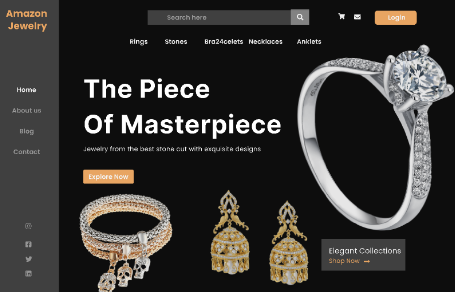 Amazon
Jewelry
Search here
Login
Rings Stones Bra24celets Necklaces Anklets
Home
About us
Blog
Contact
The Piece
Of Masterpiece
Jewelry from the best stone cut with exquisite designs
Explore Now
Elegant Collections
Shop Now